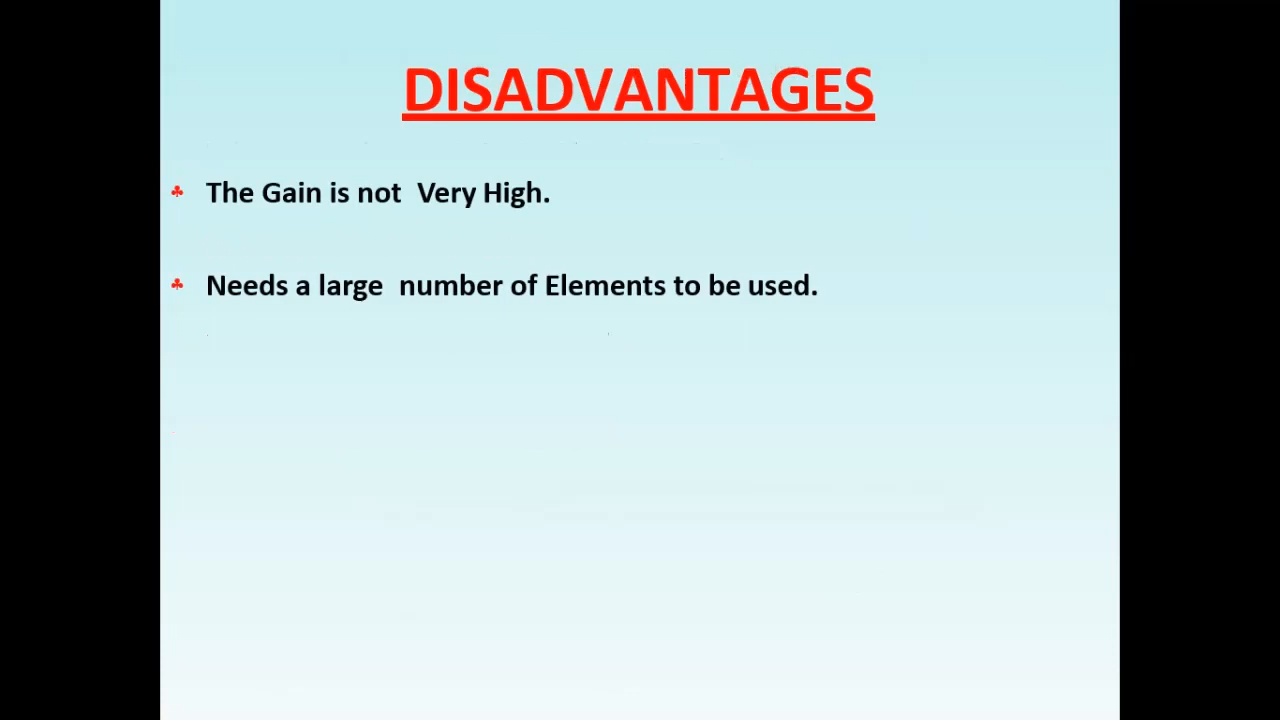 DISADVANTAGES
♣ The Gain is not  Very High.
♣ Needs a large  number of Elements to be used.